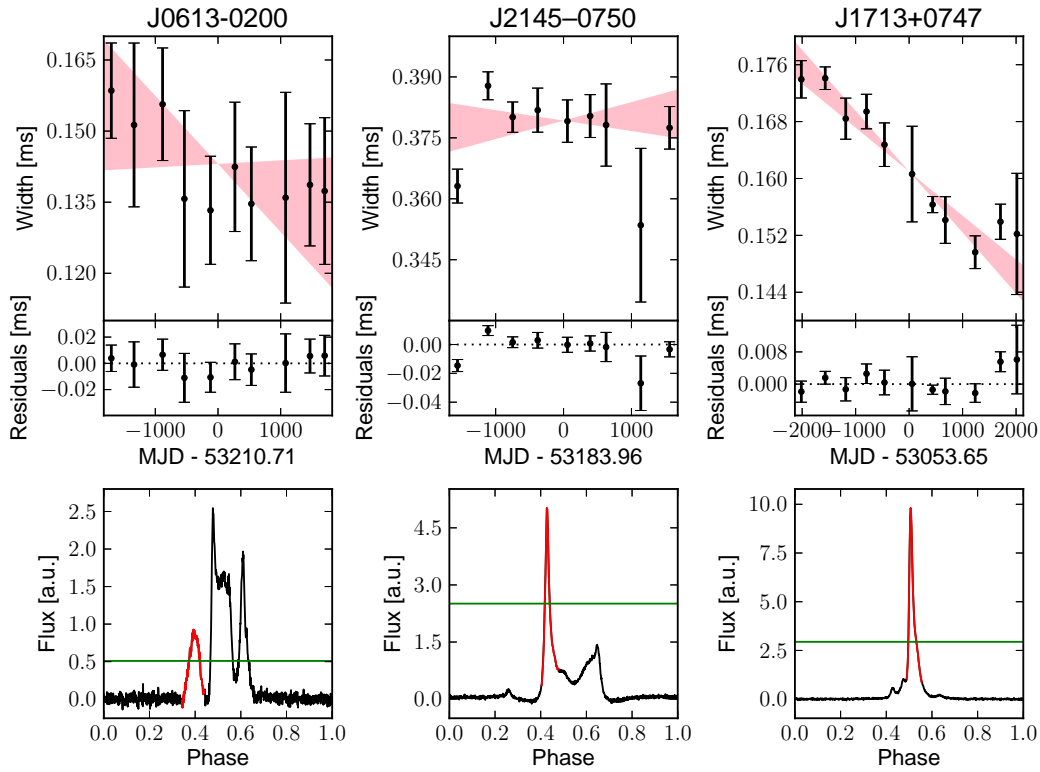 J0613-0200
J2145–0750
J1713+0747
Width [ms]
0.165
0.150
0.135
0.120
Residuals [ms]
0.02
0.00
−0.02
−1000 0 1000
MJD - 53210.71
Width [ms]
0.390
0.375
0.360
0.345
Residuals [ms]
0.00
−0.02
−0.04
−1000 0 1000
MJD - 53183.96
Width [ms]
0.176
0.168
0.160
0.152
0.144
Residuals [ms]
0.008
0.000
−2000 −1000 0 1000 2000
MJD - 53053.65
Flux [a.u.]
2.5
2.0
1.5
1.0
0.5
0.0
0.0 0.2 0.4 0.6 0.8 1.0
Phase
Flux [a.u.]
4.5
3.0
1.5
0.0
0.0 0.2 0.4 0.6 0.8 1.0
Phase
Flux [a.u.]
10.0
7.5
5.0
2.5
0.0
0.0 0.2 0.4 0.6 0.8 1.0
Phase